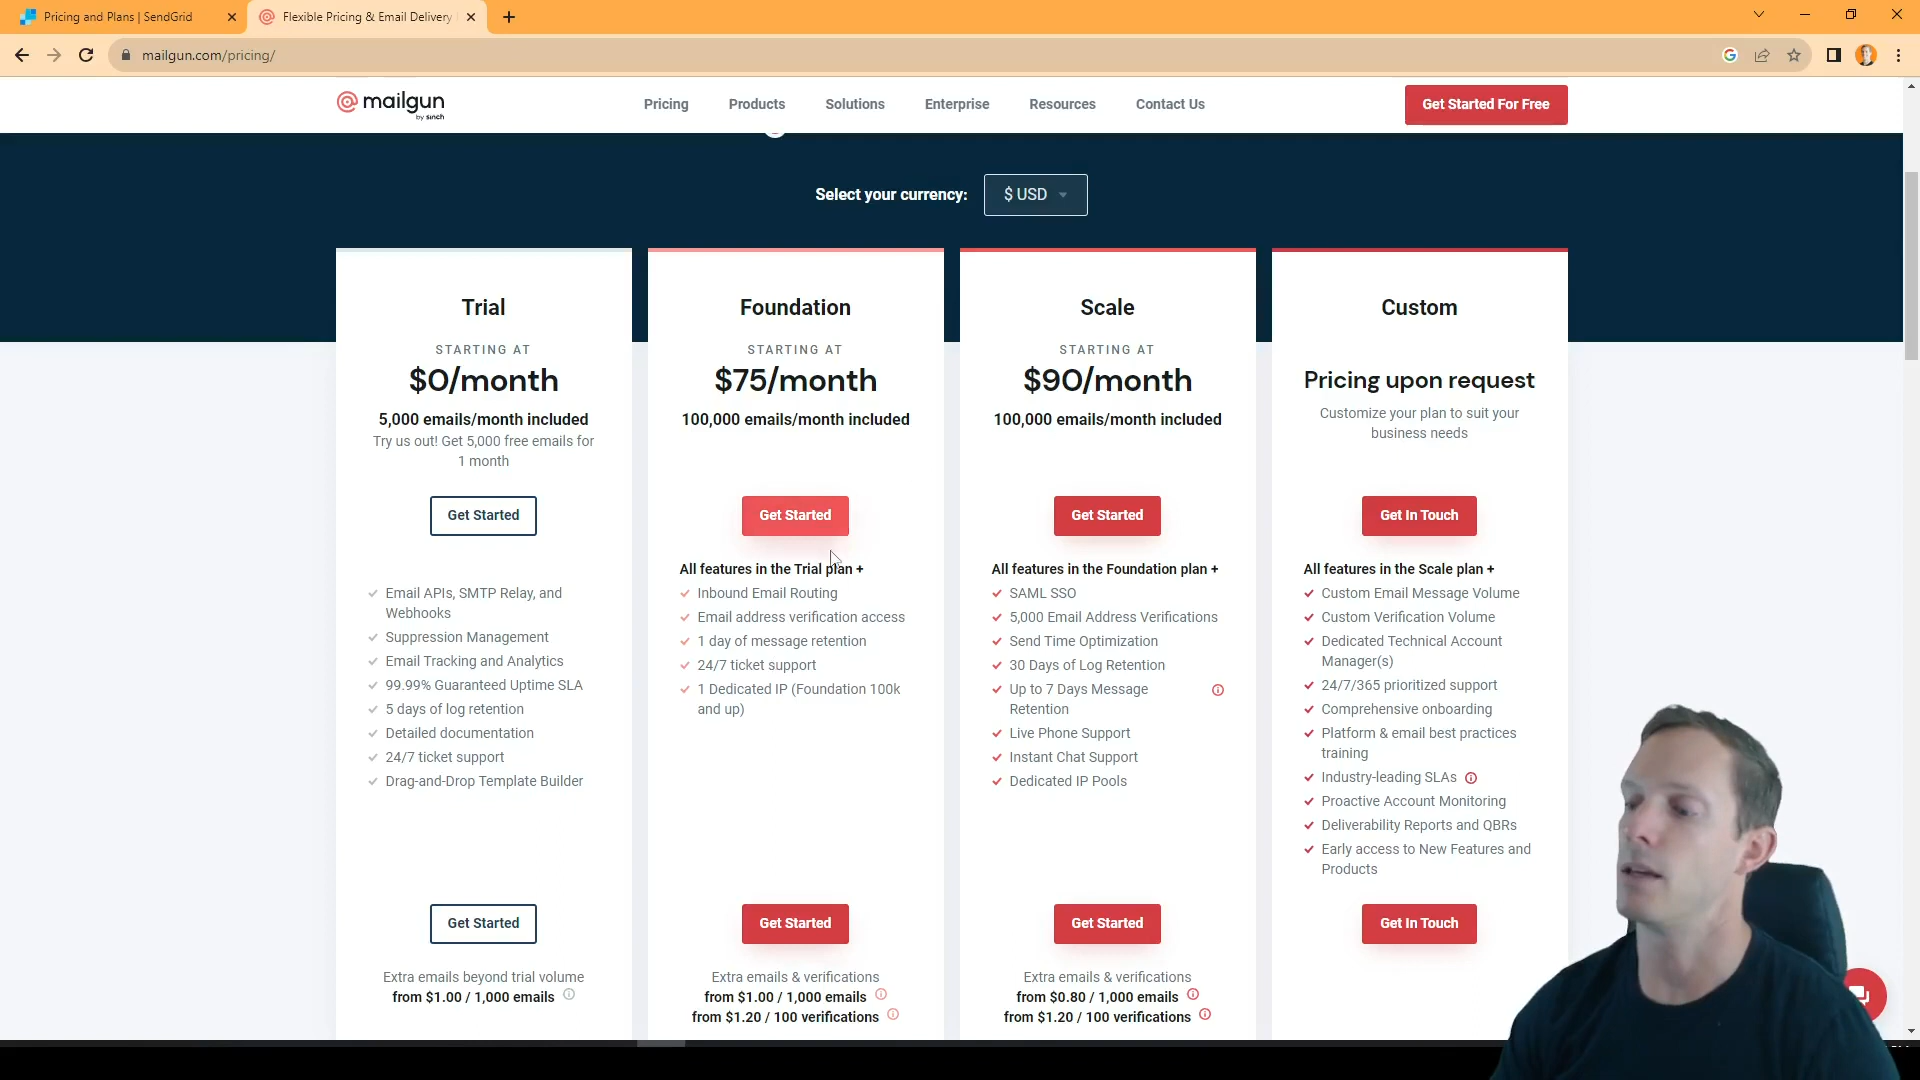 Pricing and Plans | SendGrid
Flexible Pricing & Email Delivery
mailgun.com/pricing/
mailgun
by sinch
Pricing
Products
Solutions
Enterprise
Resources
Contact Us
Get Started For Free
Select your currency:
$ USD
Trial
STARTING AT
$0/month
5,000 emails/month included
Try us out! Get 5,000 free emails for
1 month
Get Started
Email APIs, SMTP Relay, and
Webhooks
Suppression Management
Email Tracking and Analytics
99.99% Guaranteed Uptime SLA
5 days of log retention
Detailed documentation
24/7 ticket support
Drag-and-Drop Template Builder
Get Started
Extra emails beyond trial volume
from $1.00 / 1,000 emails
Foundation
STARTING AT
$75/month
100,000 emails/month included
Get Started
All features in the Trial plan +
Inbound Email Routing
Email address verification access
1 day of message retention
24/7 ticket support
1 Dedicated IP (Foundation 100k
and up)
Get Started
Extra emails & verifications
from $1.00 / 1,000 emails
from $1.20 / 100 verifications
Scale
STARTING AT
$90/month
100,000 emails/month included
Get Started
All features in the Foundation plan +
SAML SSO
5,000 Email Address Verifications
Send Time Optimization
30 Days of Log Retention
Up to 7 Days Message
Retention
Live Phone Support
Instant Chat Support
Dedicated IP Pools
Get Started
Extra emails & verifications
from $0.80 / 1,000 emails
from $1.20 / 100 verifications
Custom
Pricing upon request
Customize your plan to suit your
business needs
Get In Touch
All features in the Scale plan +
Custom Email Message Volume
Custom Verification Volume
Dedicated Technical Account
Manager(s)
24/7/365 prioritized support
Comprehensive onboarding
Platform & email best practices
training
Industry-leading SLAs
Proactive Account Monitoring
Deliverability Reports and QBRs
Early access to New Features and
Products
Get In Touch